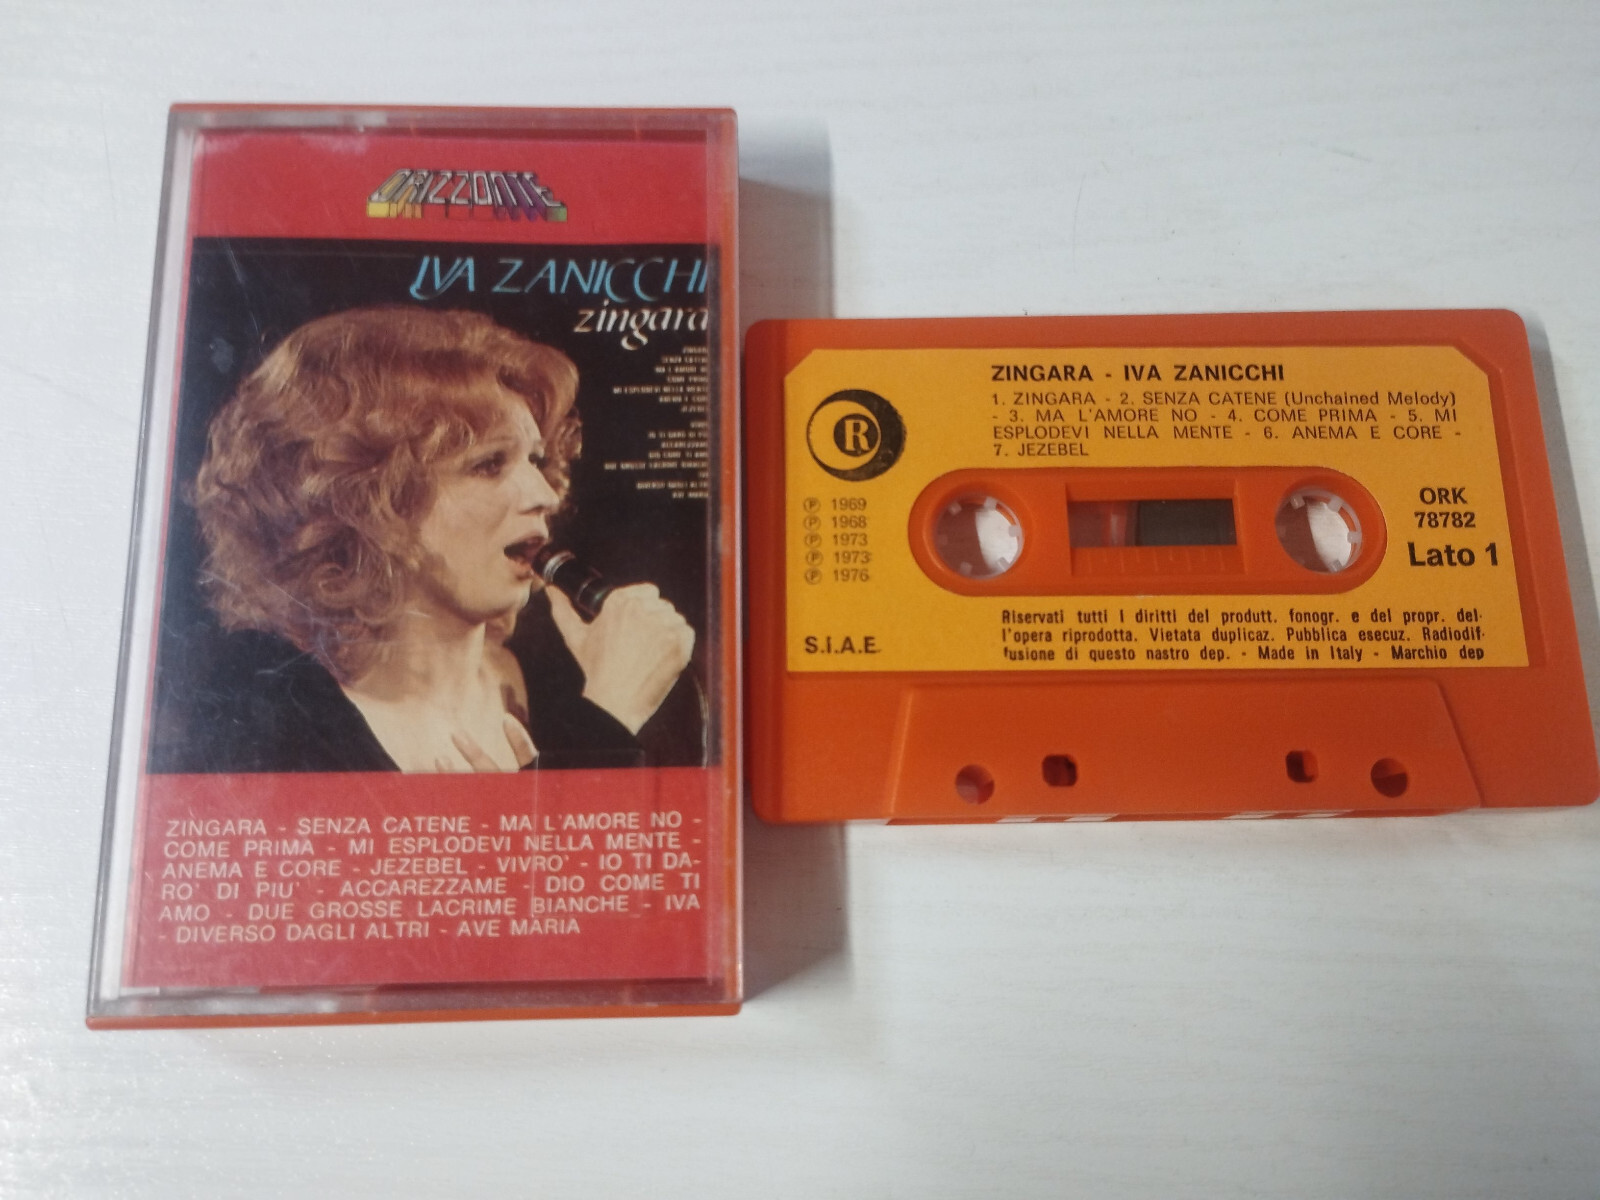 ORIZZONTE
IVA ZANICCHI
zingara
ZINGARA - SENZA CATENE - MA L'AMORE NO -
COME PRIMA - MI ESPLODEVI NELLA MENTE -
ANEMA E CORE - JEZEBEL - VIVRO' - IO TI DA-
RO' DI PIU' - ACCAREZZAME - DIO COME TI
AMO - DUE GROSSE LACRIME BIANCHE - IVA
- DIVERSO DAGLI ALTRI - AVE MARIA
ZINGARA - IVA ZANICCHI
1. ZINGARA - 2. SENZA CATENE (Unchained Melody)
- 3. MA L'AMORE NO - 4. COME PRIMA - 5. MI
ESPLODEVI NELLA MENTE - 6. ANEMA E CORE -
7. JEZEBEL
R
℗ 1969
℗ 1968
℗ 1973
℗ 1973
℗ 1976
ORK
78782
Lato 1
S.I.A.E.
Riservati tutti i diritti del produtt. fonogr. e del propr. del-
l'opera riprodotta. Vietata duplicaz. Pubblica esecuz. Radiodif-
fusione di questo nastro dep. - Made in Italy - Marchio dep